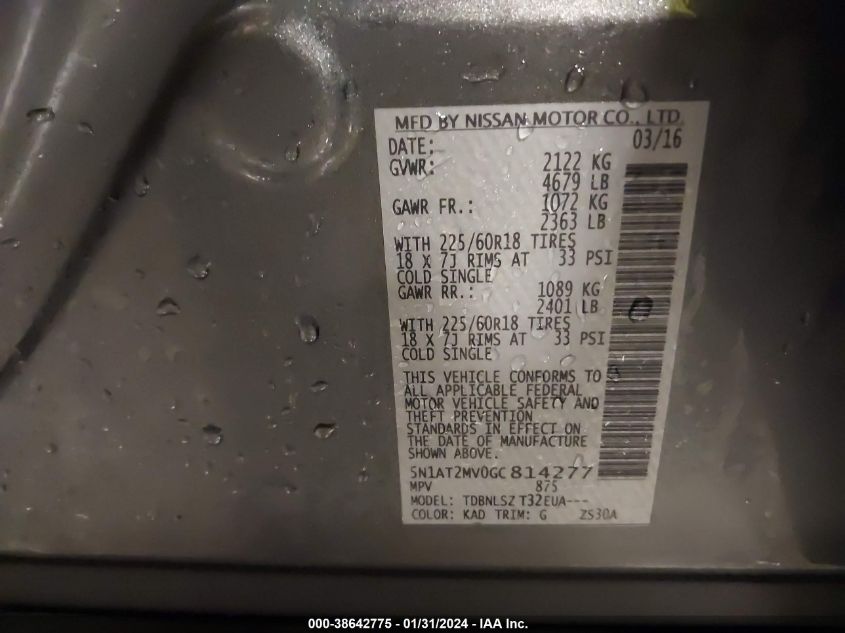 MFD BY NISSAN MOTOR CO., LTD.
DATE: 03/16
GVWR: 2122 KG
4679 LB
GAWR FR.: 1072 KG
2363 LB
WITH 225/60R18 TIRES
18 X 7J RIMS AT 33 PSI
COLD SINGLE
GAWR RR.: 1089 KG
2401 LB
WITH 225/60R18 TIRES
18 X 7J RIMS AT 33 PSI
COLD SINGLE
THIS VEHICLE CONFORMS TO
ALL APPLICABLE FEDERAL
MOTOR VEHICLE SAFETY AND
THEFT PREVENTION
STANDARDS IN EFFECT ON
THE DATE OF MANUFACTURE
SHOWN ABOVE.
5N1AT2MV0GC814277
MPV 875
MODEL: TDBNLSZ T32EUA---
COLOR: KAD TRIM: G ZS30A
000-38642775 - 01/31/2024 - IAA Inc.